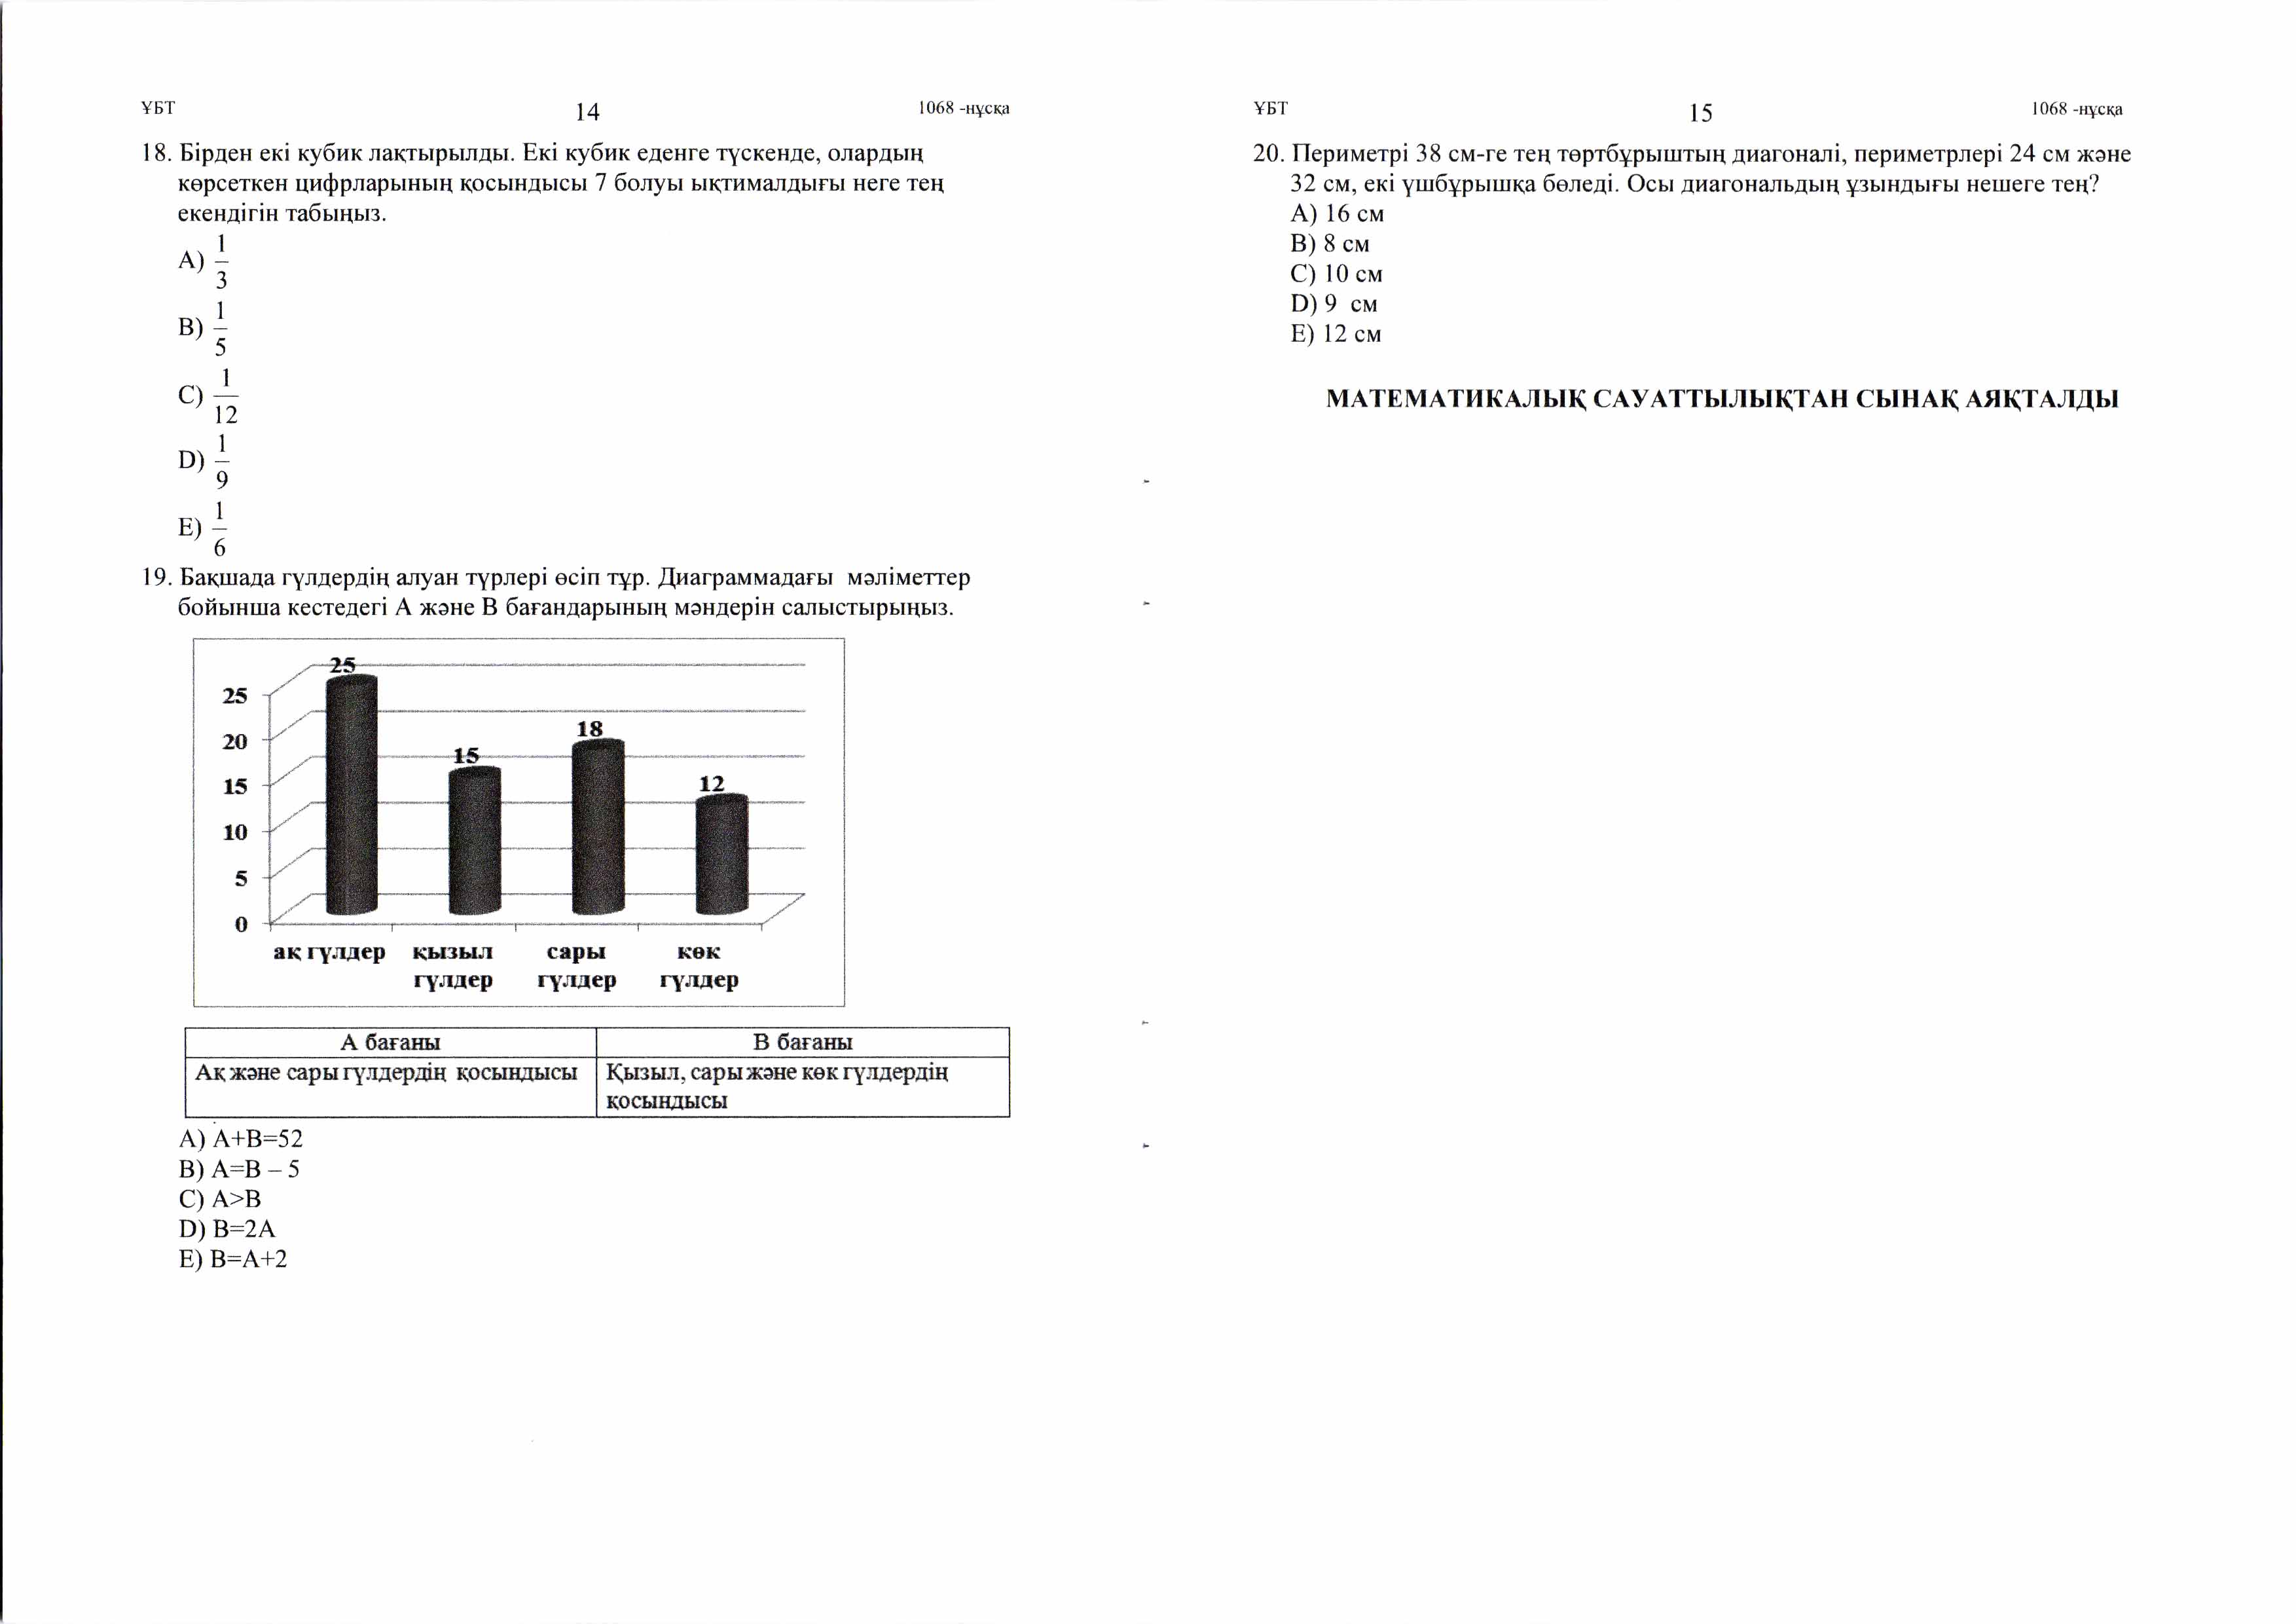 ҰБТ 14 1068 -нұсқа
18. Бірден екі кубик лақтырылды. Екі кубик еденге түскенде, олардың
көрсеткен цифрларының қосындысы 7 болуы ықтималдығы неге тең
екендігін табыңыз.
A) 1/3
B) 1/5
C) 1/12
D) 1/9
E) 1/6
19. Бақшада гүлдердің алуан түрлері өсіп тұр. Диаграммадағы мәліметтер
бойынша кестедегі А және В бағандарының мәндерін салыстырыңыз.
25
25
18
20
15
15
12
10
5
0
ақ гүлдер қызыл сары көк
гүлдер гүлдер гүлдер
А бағаны В бағаны
Ақ және сары гүлдердің қосындысы Қызыл, сары және көк гүлдердің
қосындысы
A) A+B=52
B) A=B – 5
C) A>B
D) B=2A
E) B=A+2
ҰБТ 15 1068 -нұсқа
20. Периметрі 38 см-ге тең төртбұрыштың диагоналі, периметрлері 24 см және
32 см, екі үшбұрышқа бөледі. Осы диагональдың ұзындығы нешеге тең?
A) 16 см
B) 8 см
C) 10 см
D) 9 см
E) 12 см
МАТЕМАТИКАЛЫҚ САУАТТЫЛЫҚТАН СЫНАҚ АЯҚТАЛДЫ